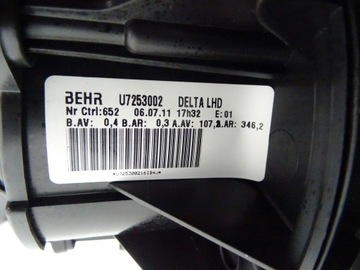 BEHR U7253002 DELTA LHD
Nr Ctrl:652 06.07.11 17h32 E:01
B.AV: 0,4 B.AR: 0,3 A.AV: 107,2 A.AR: 346,2